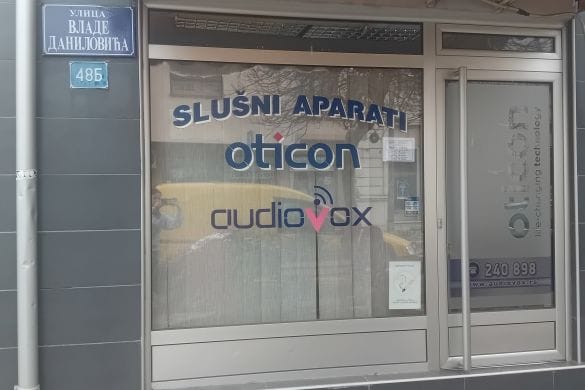 УЛИЦА
ВЛАДЕ
ДАНИЛОВИЋА
48Б
SLUŠNI APARATI
oticon
audiovox
oticon
life-changing technology
240 898